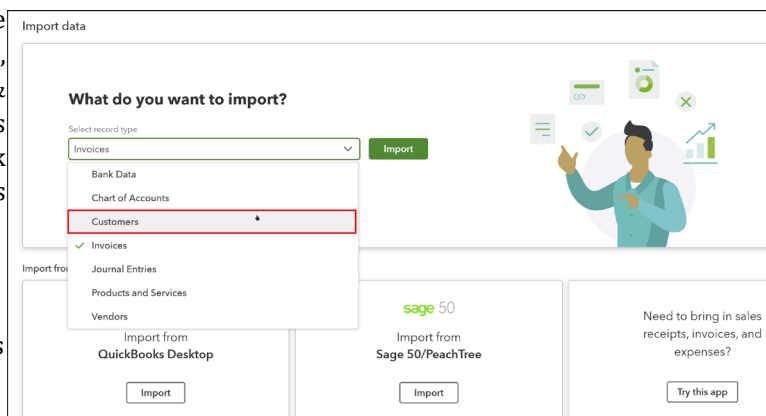 e
,
&
s
k
s
s
Import data
What do you want to import?
Select record type
Invoices
Import
Bank Data
Chart of Accounts
Customers
Invoices
Journal Entries
Products and Services
Vendors
Import from
QuickBooks Desktop
Import
sage 50
Import from
Sage 50/PeachTree
Import
Need to bring in sales
receipts, invoices, and
expenses?
Try this app